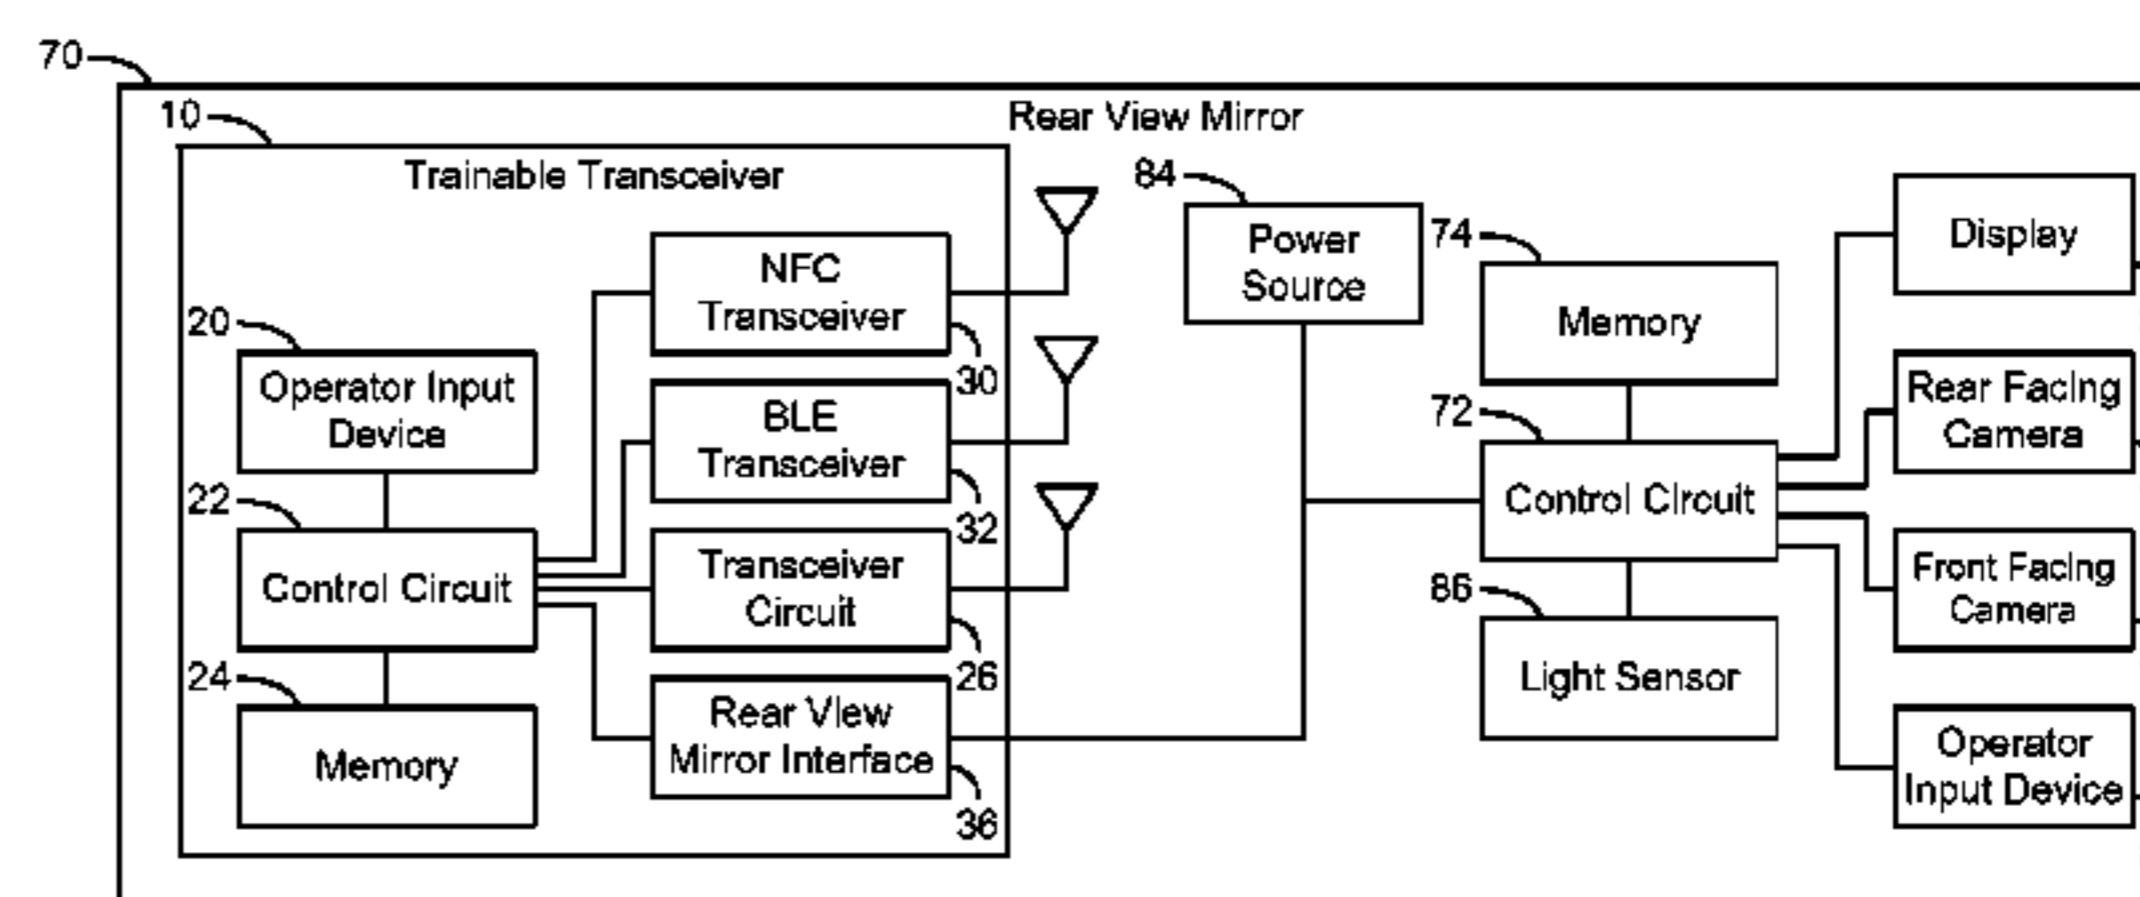 70
10
Rear View Mirror
Trainable Transceiver
84
Power
Source
74
Display
NFC
Transceiver
30
20
Operator Input
Device
Memory
Rear Facing
Camera
BLE
Transceiver
32
72
22
Control Circuit
Control Circuit
Transceiver
Circuit
26
86
Front Facing
Camera
24
Memory
Light Sensor
Rear View
Mirror Interface
36
Operator
Input Device